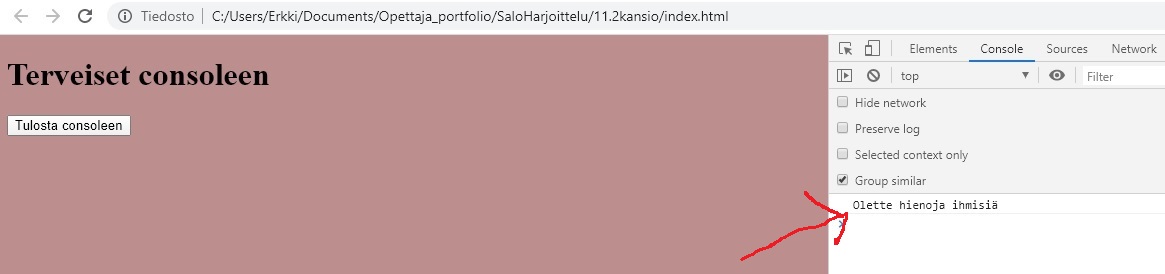 Tiedosto | C:/Users/Erkki/Documents/Opettaja_portfolio/SaloHarjoittelu/11.2kansio/index.html
Terveiset consoleen
Tulosta consoleen
Elements Console Sources Network
top Filter
Hide network
Preserve log
Selected context only
Group similar
Olette hienoja ihmisiä